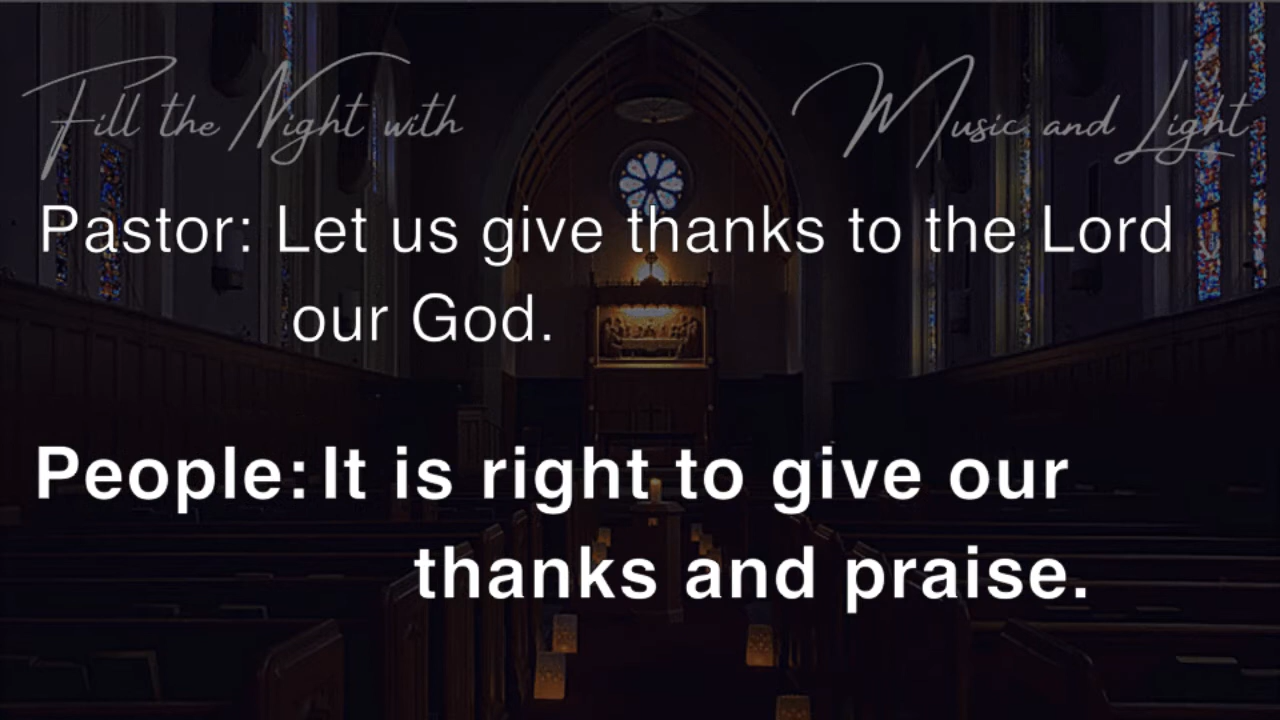 Fill the Night with Music and Light
Pastor: Let us give thanks to the Lord
our God.
People: It is right to give our
thanks and praise.